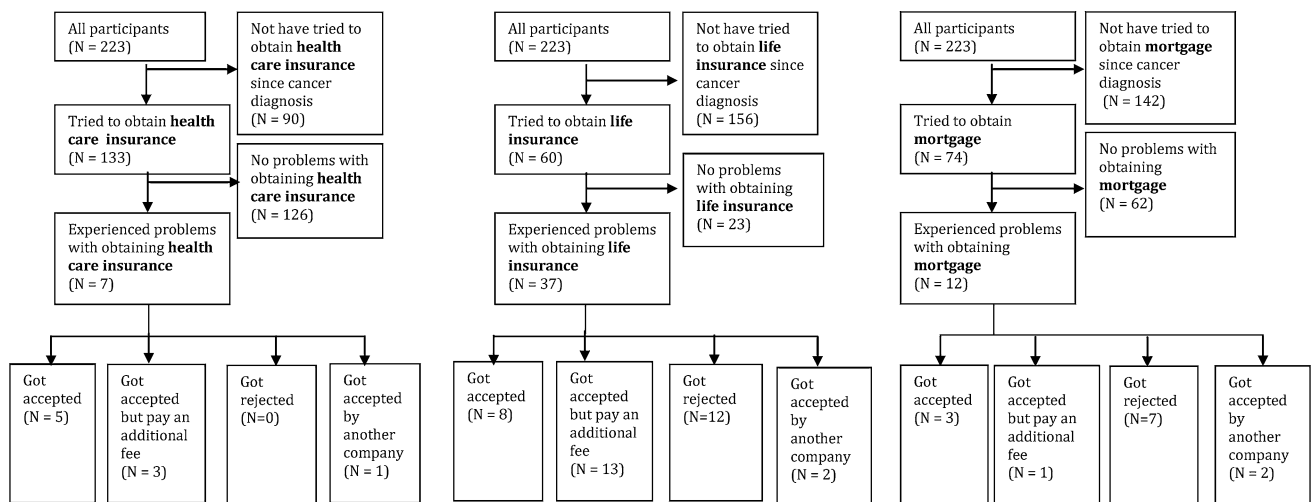 All participants
(N = 223)
Not have tried to
obtain health
care insurance
since cancer
diagnosis
(N = 90)
Tried to obtain health
care insurance
(N = 133)
No problems with
obtaining health
care insurance
(N = 126)
Experienced problems
with obtaining health
care insurance
(N = 7)
Got
accepted
(N = 5)
Got
accepted
but pay an
additional
fee
(N = 3)
Got
rejected
(N=0)
Got
accepted
by
another
company
(N = 1)
All participants
(N = 223)
Not have tried
to obtain life
insurance since
cancer
diagnosis
(N = 156)
Tried to obtain life
insurance
(N = 60)
No problems
with obtaining
life insurance
(N = 23)
Experienced problems
with obtaining life
insurance
(N = 37)
Got
accepted
(N = 8)
Got
accepted
but pay an
additional
fee
(N = 13)
Got
rejected
(N=12)
Got
accepted
by
another
company
(N = 2)
All participants
(N = 223)
Not have tried to
obtain mortgage
since cancer
diagnosis
(N = 142)
Tried to obtain
mortgage
(N = 74)
No problems with
obtaining
mortgage
(N = 62)
Experienced problems
with obtaining
mortgage
(N = 12)
Got
accepted
(N = 3)
Got
accepted
but pay an
additional
fee
(N = 1)
Got
rejected
(N=7)
Got
accepted
by
another
company
(N = 2)